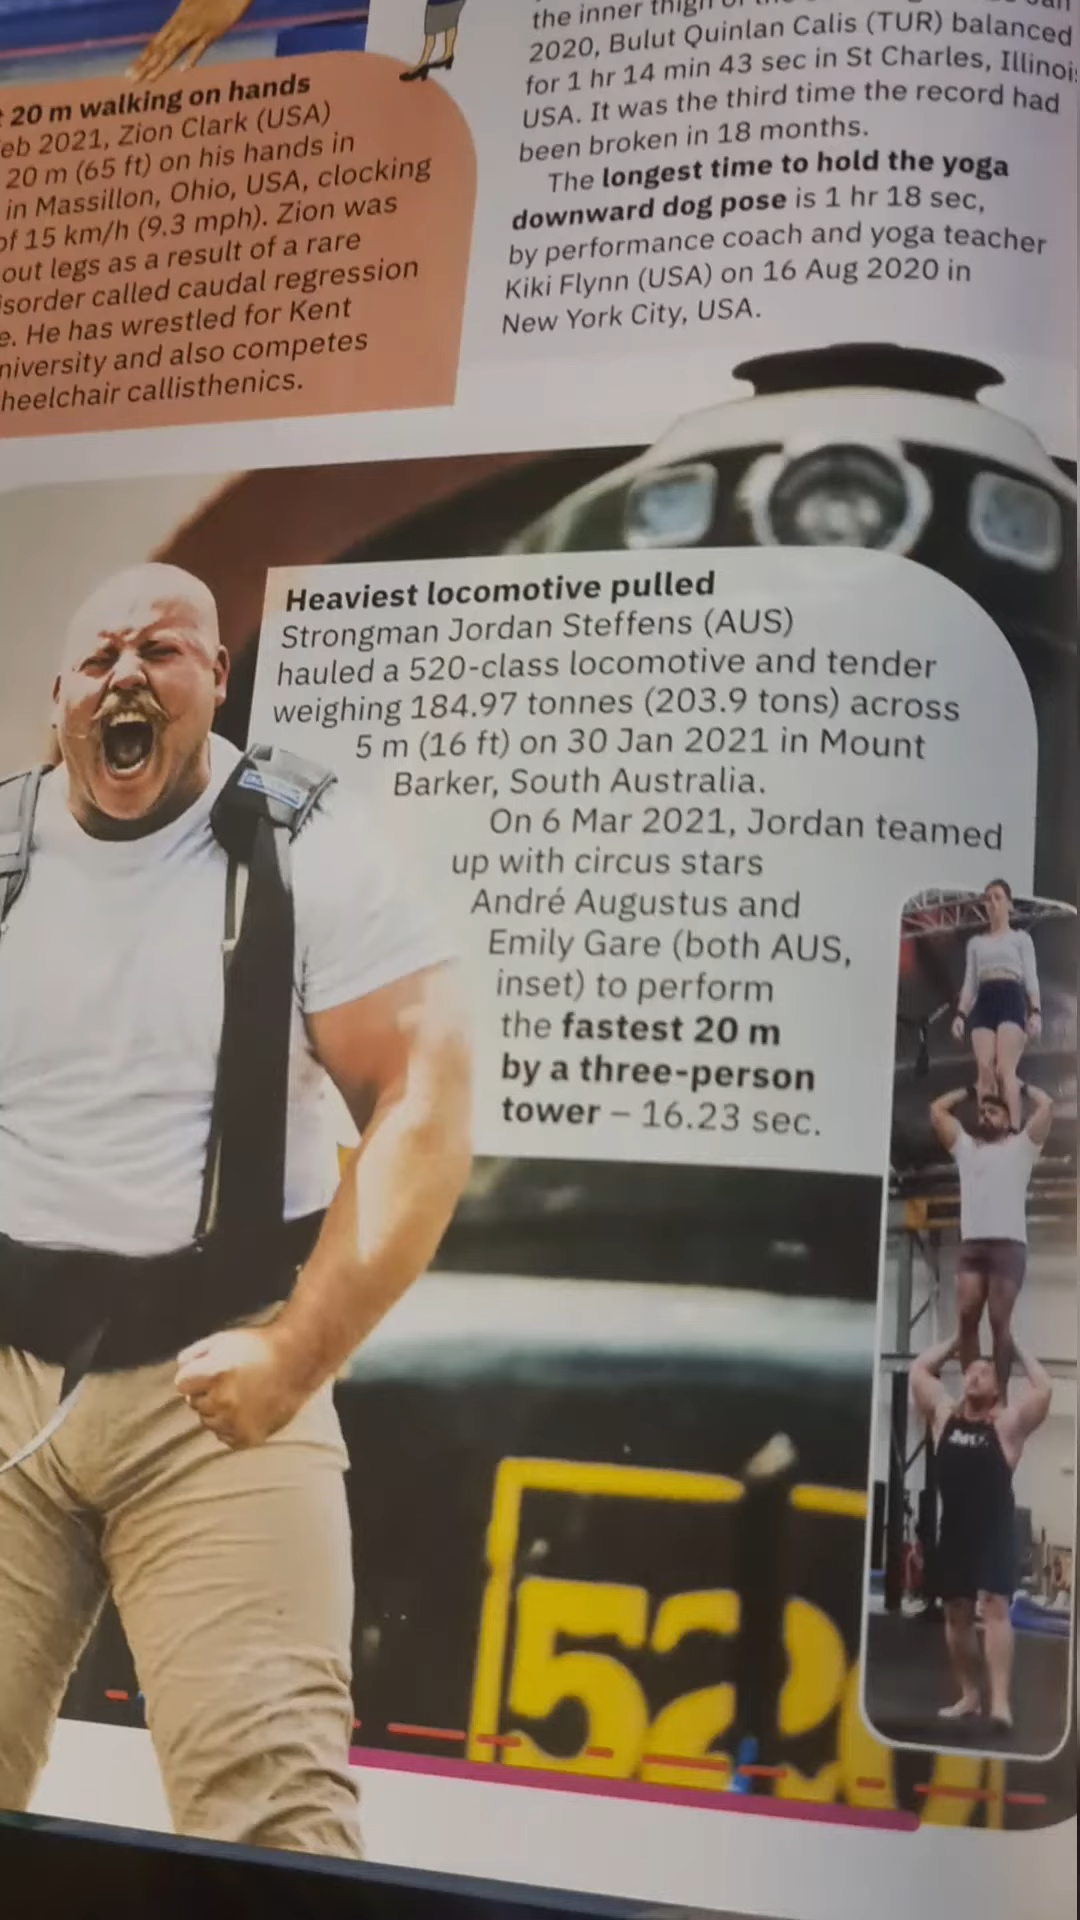 20 m walking on hands
eb 2021, Zion Clark (USA)
20 m (65 ft) on his hands in
in Massillon, Ohio, USA, clocking
of 15 km/h (9.3 mph). Zion was
out legs as a result of a rare
isorder called caudal regression
e. He has wrestled for Kent
niversity and also competes
heelchair callisthenics.
the inner thigh
2020, Bulut Quinlan Calis (TUR) balanced
for 1 hr 14 min 43 sec in St Charles, Illinois
USA. It was the third time the record had
been broken in 18 months.
The longest time to hold the yoga
downward dog pose is 1 hr 18 sec,
by performance coach and yoga teacher
Kiki Flynn (USA) on 16 Aug 2020 in
New York City, USA.
Heaviest locomotive pulled
Strongman Jordan Steffens (AUS)
hauled a 520-class locomotive and tender
weighing 184.97 tonnes (203.9 tons) across
5 m (16 ft) on 30 Jan 2021 in Mount
Barker, South Australia.
On 6 Mar 2021, Jordan teamed
up with circus stars
André Augustus and
Emily Gare (both AUS,
inset) to perform
the fastest 20 m
by a three-person
tower – 16.23 sec.
520